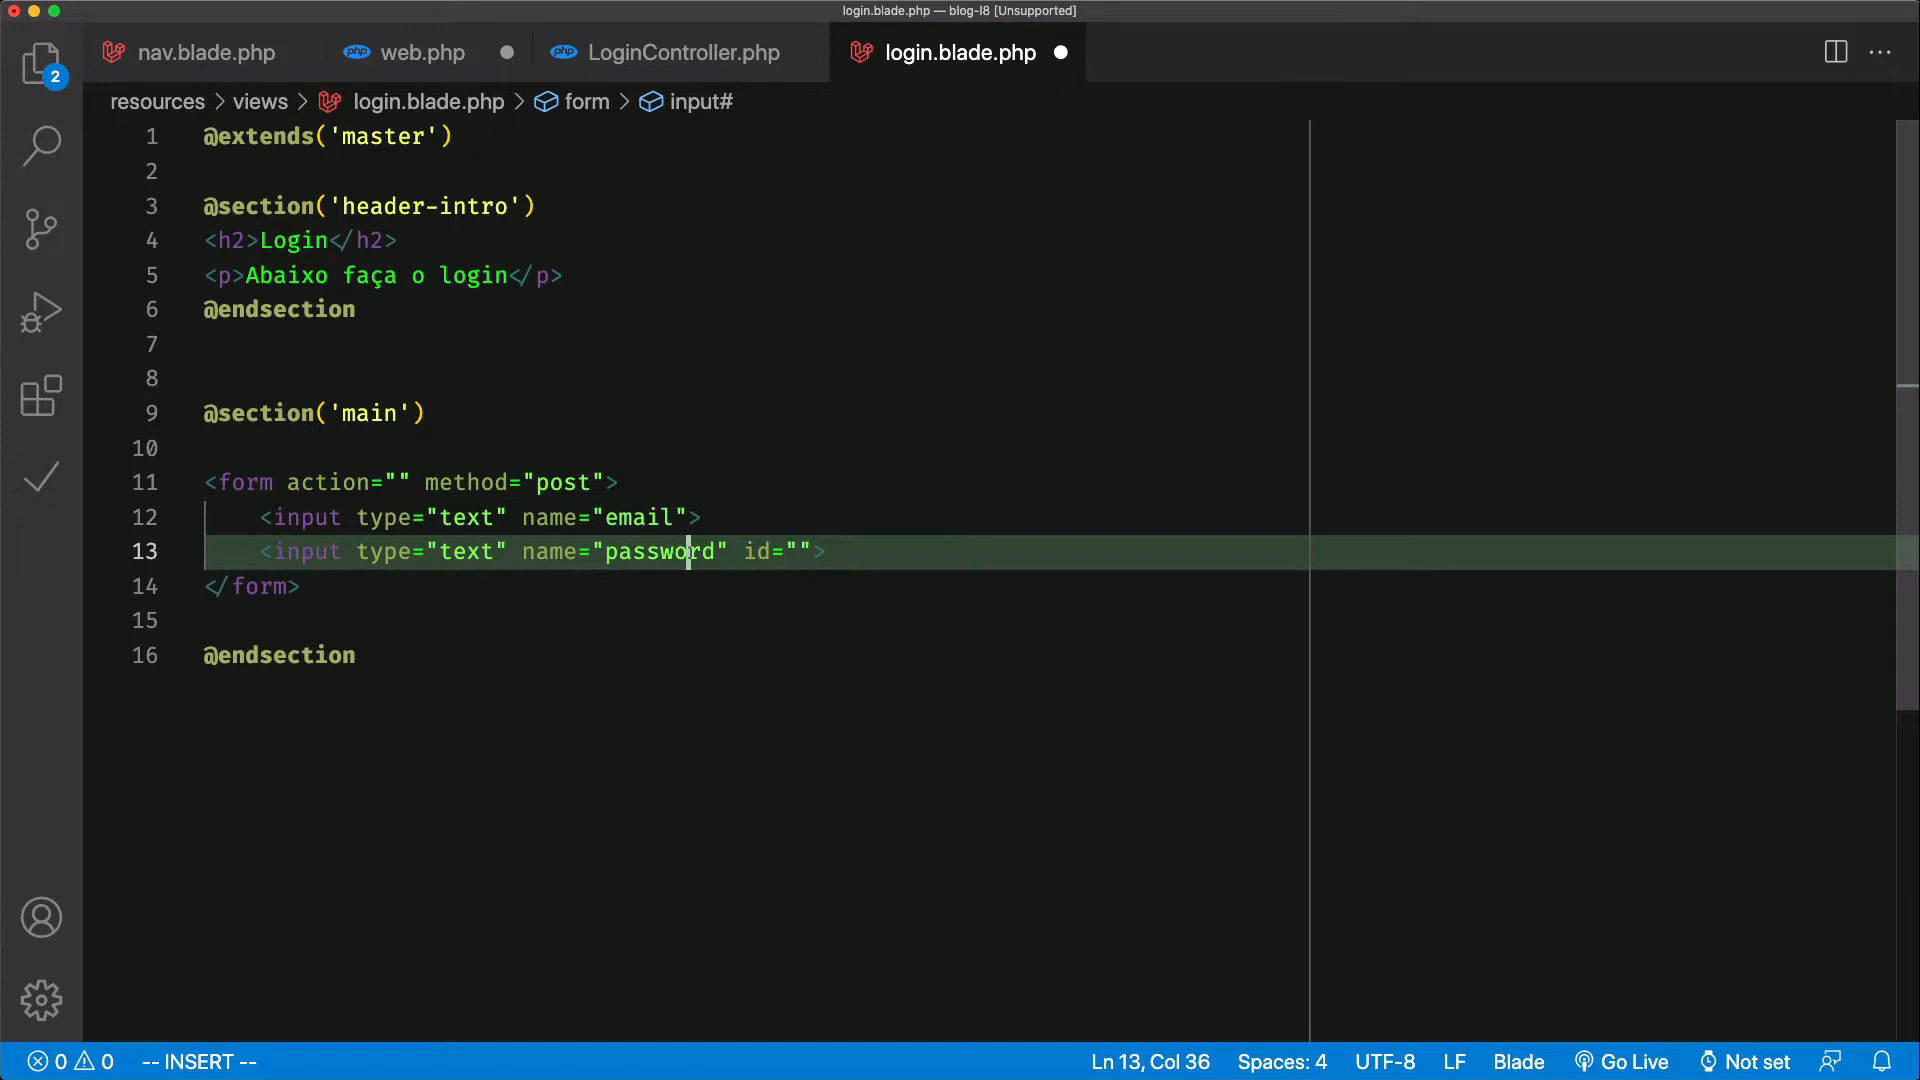 login.blade.php — blog-l8 [Unsupported]
nav.blade.php
web.php
LoginController.php
login.blade.php
resources > views > login.blade.php > form > input#
2
1 @extends('master')
2
3 @section('header-intro')
4 <h2>Login</h2>
5 <p>Abaixo faça o login</p>
6 @endsection
7
8
9 @section('main')
10
11 <form action="" method="post">
12 <input type="text" name="email">
13 <input type="text" name="password" id="">
14 </form>
15
16 @endsection
0 0 -- INSERT -- Ln 13, Col 36 Spaces: 4 UTF-8 LF Blade Go Live Not set